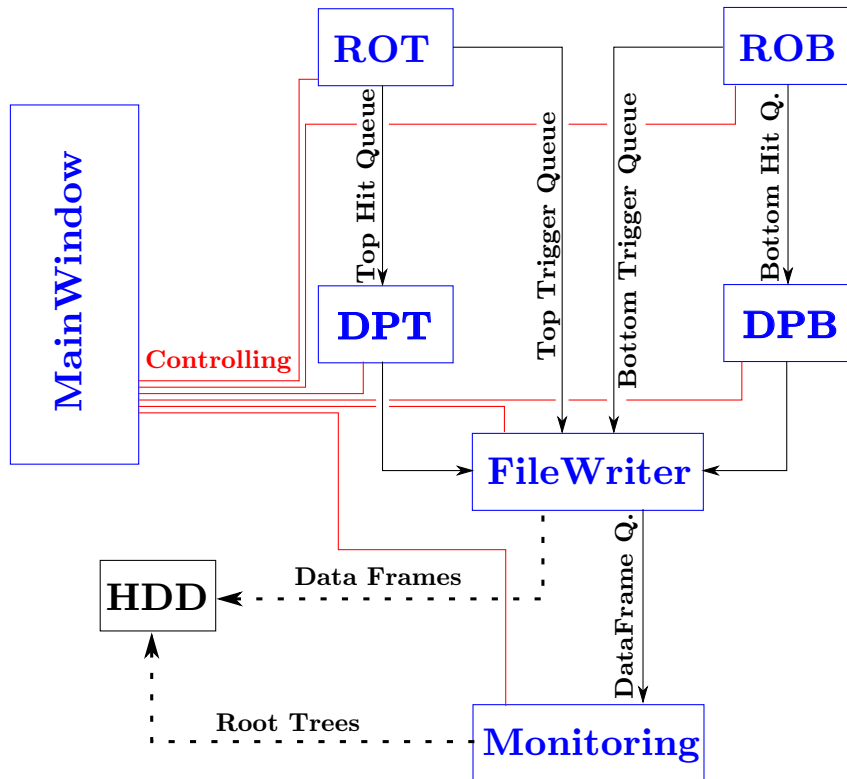 ROT
ROB
MainWindow
Top Hit Queue
Top Trigger Queue
Bottom Trigger Queue
Bottom Hit Q.
DPT
DPB
Controlling
FileWriter
DataFrame Q.
Data Frames
HDD
Root Trees
Monitoring